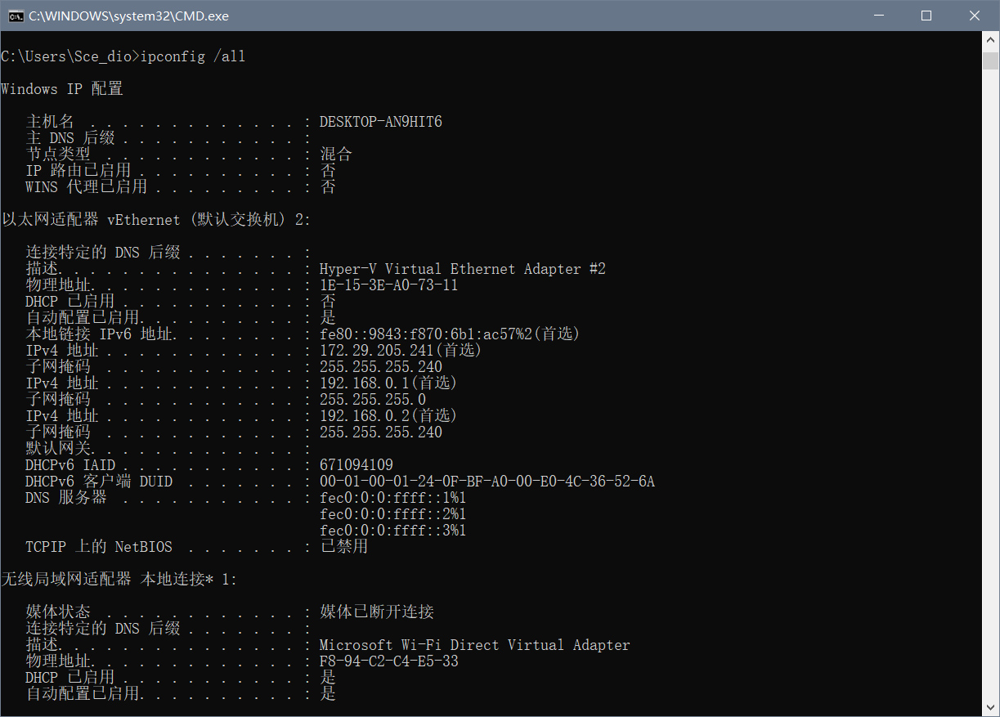 C:\WINDOWS\system32\CMD.exe
C:\Users\Sce_dio>ipconfig /all
Windows IP 配置
主机名 . . . . . . . . . . . . . : DESKTOP-AN9HIT6
主 DNS 后缀 . . . . . . . . . . . :
节点类型 . . . . . . . . . . . . : 混合
IP 路由已启用 . . . . . . . . . . : 否
WINS 代理已启用 . . . . . . . . . : 否
以太网适配器 vEthernet (默认交换机) 2:
连接特定的 DNS 后缀 . . . . . . . :
描述. . . . . . . . . . . . . . . : Hyper-V Virtual Ethernet Adapter #2
物理地址. . . . . . . . . . . . . : 1E-15-3E-A0-73-11
DHCP 已启用 . . . . . . . . . . . : 否
自动配置已启用. . . . . . . . . . : 是
本地链接 IPv6 地址. . . . . . . . : fe80::9843:f870:6b1:ac57%2(首选)
IPv4 地址 . . . . . . . . . . . . : 172.29.205.241(首选)
子网掩码 . . . . . . . . . . . . : 255.255.255.240
IPv4 地址 . . . . . . . . . . . . : 192.168.0.1(首选)
子网掩码 . . . . . . . . . . . . : 255.255.255.0
IPv4 地址 . . . . . . . . . . . . : 192.168.0.2(首选)
子网掩码 . . . . . . . . . . . . : 255.255.255.240
默认网关. . . . . . . . . . . . . :
DHCPv6 IAID . . . . . . . . . . . : 671094109
DHCPv6 客户端 DUID . . . . . . . : 00-01-00-01-24-0F-BF-A0-00-E0-4C-36-52-6A
DNS 服务器 . . . . . . . . . . . : fec0:0:0:ffff::1%1
fec0:0:0:ffff::2%1
fec0:0:0:ffff::3%1
TCPIP 上的 NetBIOS . . . . . . . : 已禁用
无线局域网适配器 本地连接* 1:
媒体状态 . . . . . . . . . . . . : 媒体已断开连接
连接特定的 DNS 后缀 . . . . . . . :
描述. . . . . . . . . . . . . . . : Microsoft Wi-Fi Direct Virtual Adapter
物理地址. . . . . . . . . . . . . : F8-94-C2-C4-E5-33
DHCP 已启用 . . . . . . . . . . . : 是
自动配置已启用. . . . . . . . . . : 是